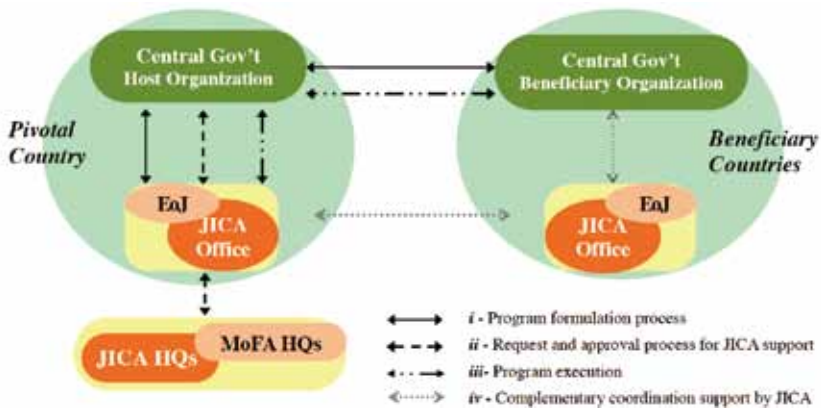 Central Gov't
Host Organization
Central Gov't
Beneficiary Organization
Pivotal
Country
Beneficiary
Countries
EoJ
JICA
Office
EoJ
JICA
Office
JICA HQs
MoFA HQs
i - Program formulation process
ii - Request and approval process for JICA support
iii- Program execution
iv - Complementary coordination support by JICA